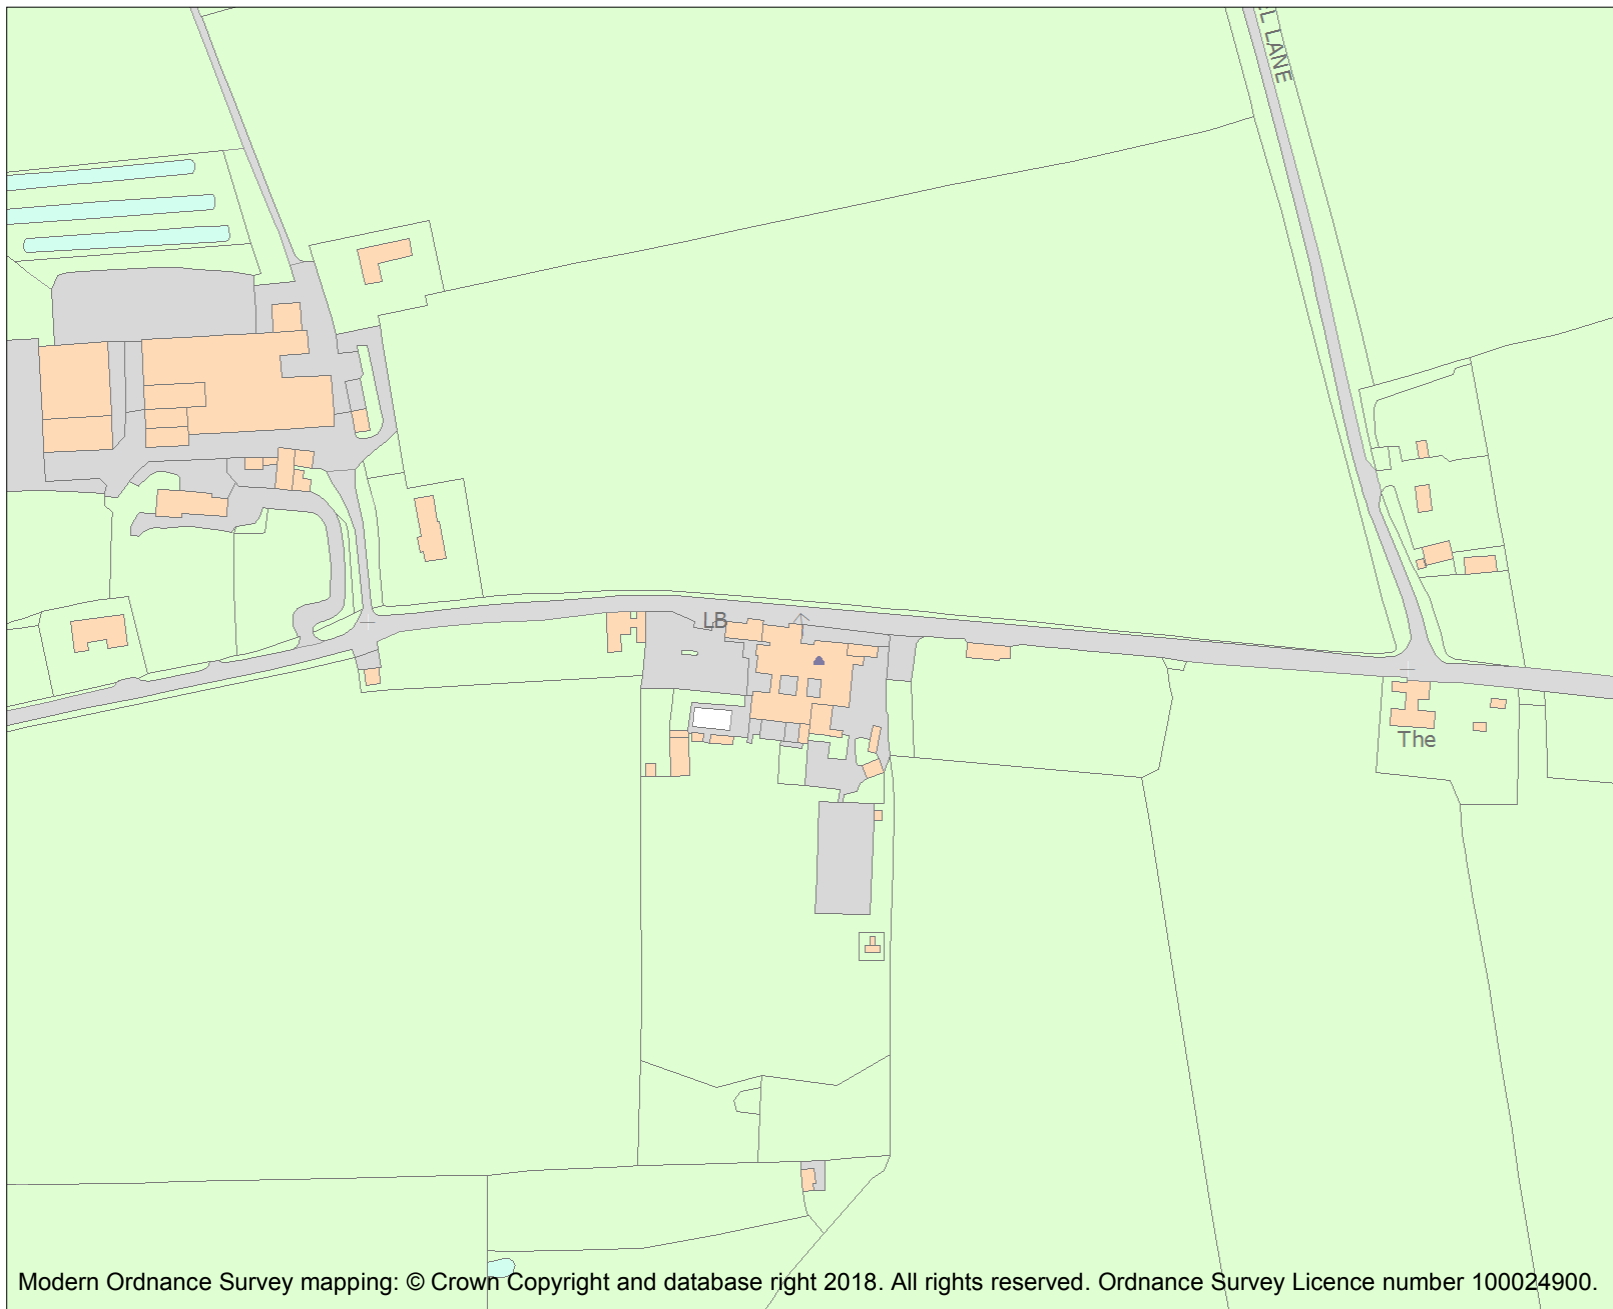 LANE
LB
The
Modern Ordnance Survey mapping: © Crown Copyright and database right 2018. All rights reserved. Ordnance Survey Licence number 100024900.